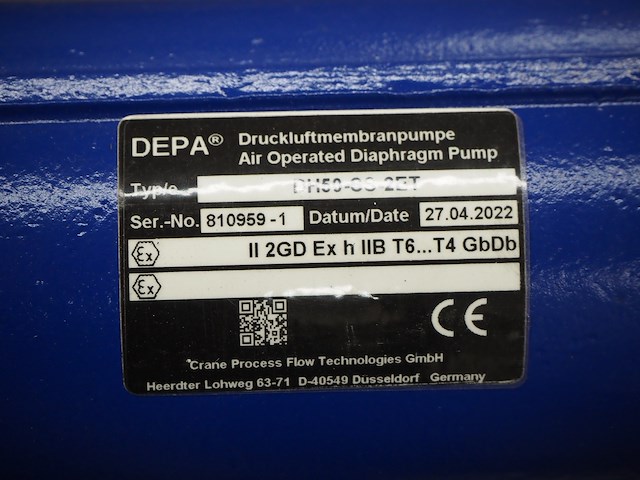 DEPA® Druckluftmembranpumpe
Air Operated Diaphragm Pump
Typ/e
Ser.-No. 810959-1 Datum/Date 27.04.2022
Ex II 2GD Ex h IIB T6...T4 GbDb
Ex
CE
Crane Process Flow Technologies GmbH
Heerdter Lohweg 63-71 D-40549 Düsseldorf Germany